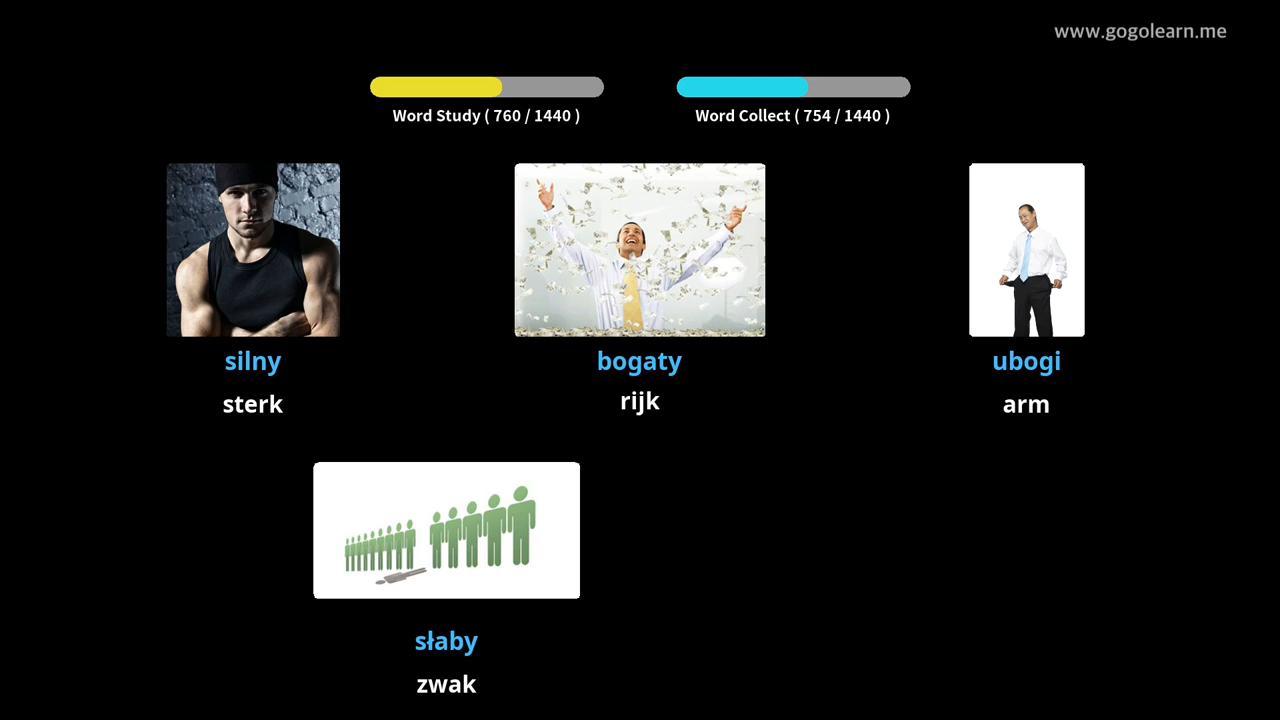 www.gogolearn.me
Word Study ( 760 / 1440 )
Word Collect ( 754 / 1440 )
silny
bogaty
ubogi
sterk
rijk
arm
słaby
zwak